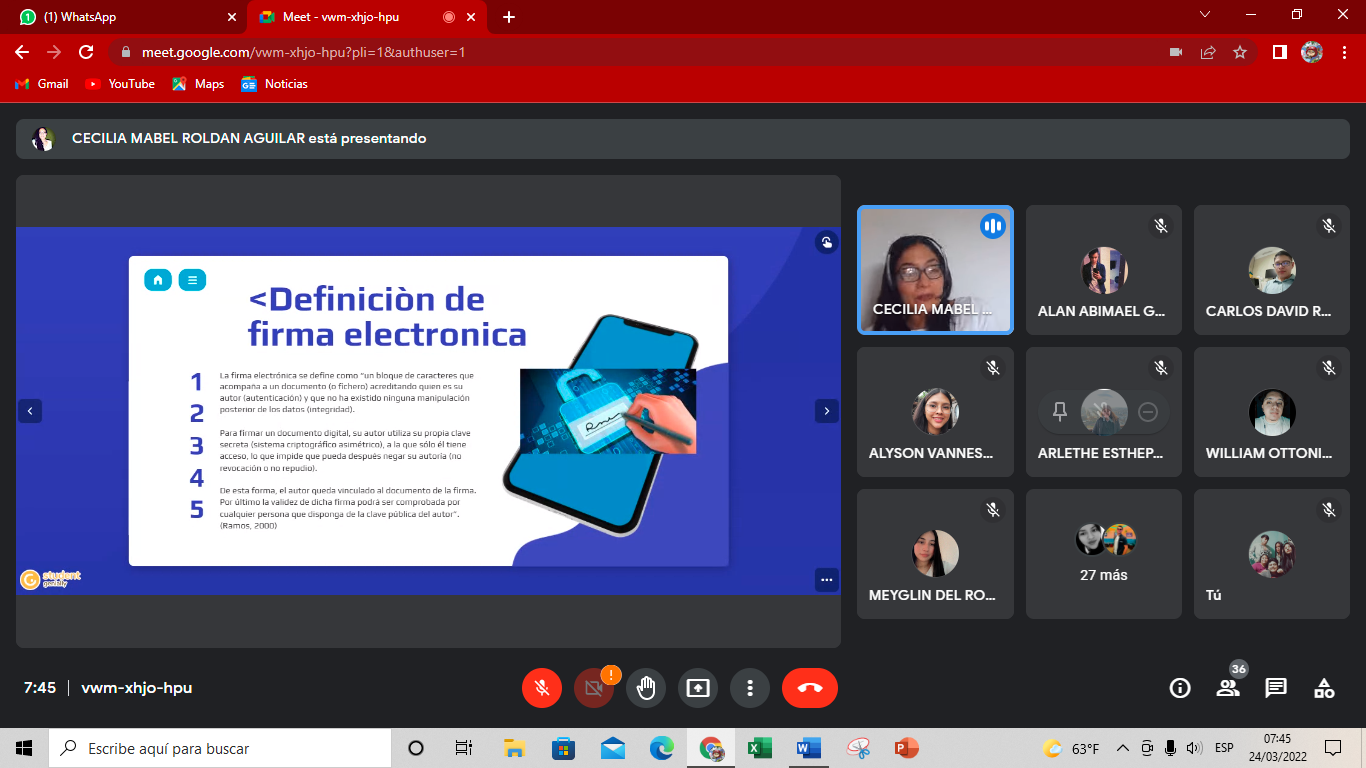 (1) WhatsApp
Meet - vwm-xhjo-hpu
meet.google.com/vwm-xhjo-hpu?pli=1&authuser=1
Gmail
YouTube
Maps
Noticias
CECILIA MABEL ROLDAN AGUILAR está presentando
<Definiciòn de
firma electronica
1
2
3
4
5
La firma electrónica se define como "un bloque de caracteres que
acompaña a un documento (o fichero) acreditando quien es su
autor (autenticación) y que no ha existido ninguna manipulación
posterior de los datos (integridad).
Para firmar un documento digital, su autor utiliza su propia clave
secreta (sistema criptográfico asimétrico), a la que sólo él tiene
acceso, lo que impide que pueda después negar su autoría (no
revocación o no repudio).
De esta forma, el autor queda vinculado al documento de la firma.
Por último la validez de dicha firma podrá ser comprobada por
cualquier persona que disponga de la clave pública del autor".
(Ramos, 2000)
student
genially
CECILIA MABEL ...
ALAN ABIMAEL G...
CARLOS DAVID R...
ALYSON VANNES...
ARLETHE ESTHEP...
WILLIAM OTTONI...
MEYGLIN DEL RO...
27 más
Tú
7:45 | vwm-xhjo-hpu
36
Escribe aquí para buscar
63°F
ESP
07:45
24/03/2022